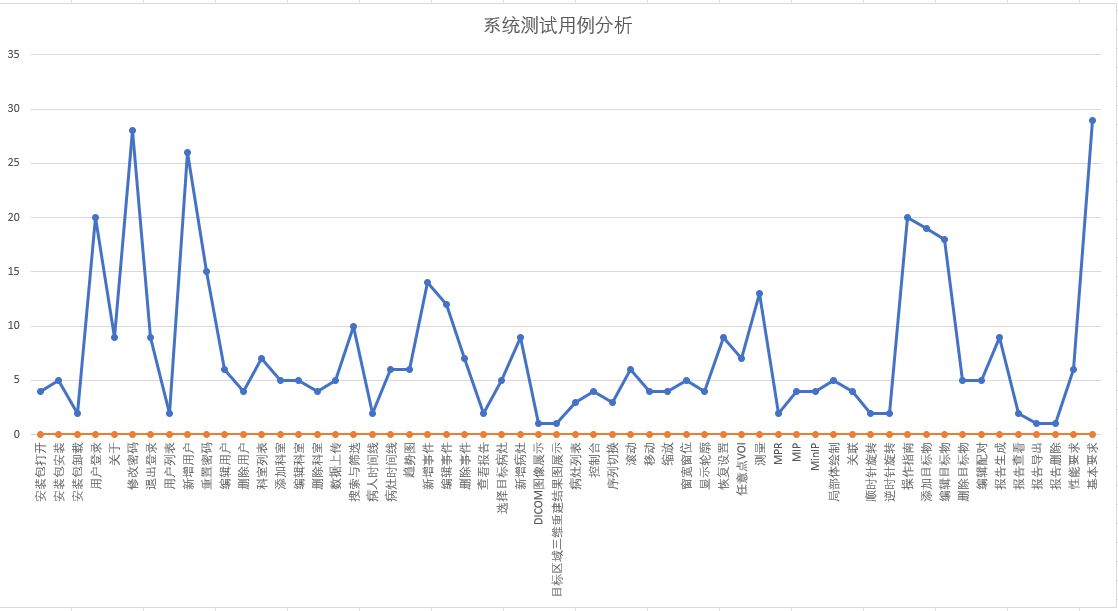 系统测试用例分析
35
30
25
20
15
10
5
0
安装包打开
安装包安装
安装包卸载
用户登录
关于
修改密码
退出登录
用户列表
新增用户
重置密码
编辑用户
删除用户
科室列表
添加科室
编辑科室
删除科室
数据上传
搜索与筛选
病人时间线
病灶时间线
趋势图
新增事件
编辑事件
删除事件
查看报告
选择目标病灶
新增病灶
DICOM图像展示
目标区域三维重建结果图展示
病灶列表
控制台
序列切换
滚动
移动
缩放
窗宽窗位
显示轮廓
恢复设置
任意点VOI
测量
MPR
MIP
MinIP
局部体绘制
关联
顺时针旋转
逆时针旋转
操作指南
添加目标物
编辑目标物
删除目标物
编辑配对
报告生成
报告查看
报告导出
报告删除
性能要求
基本要求